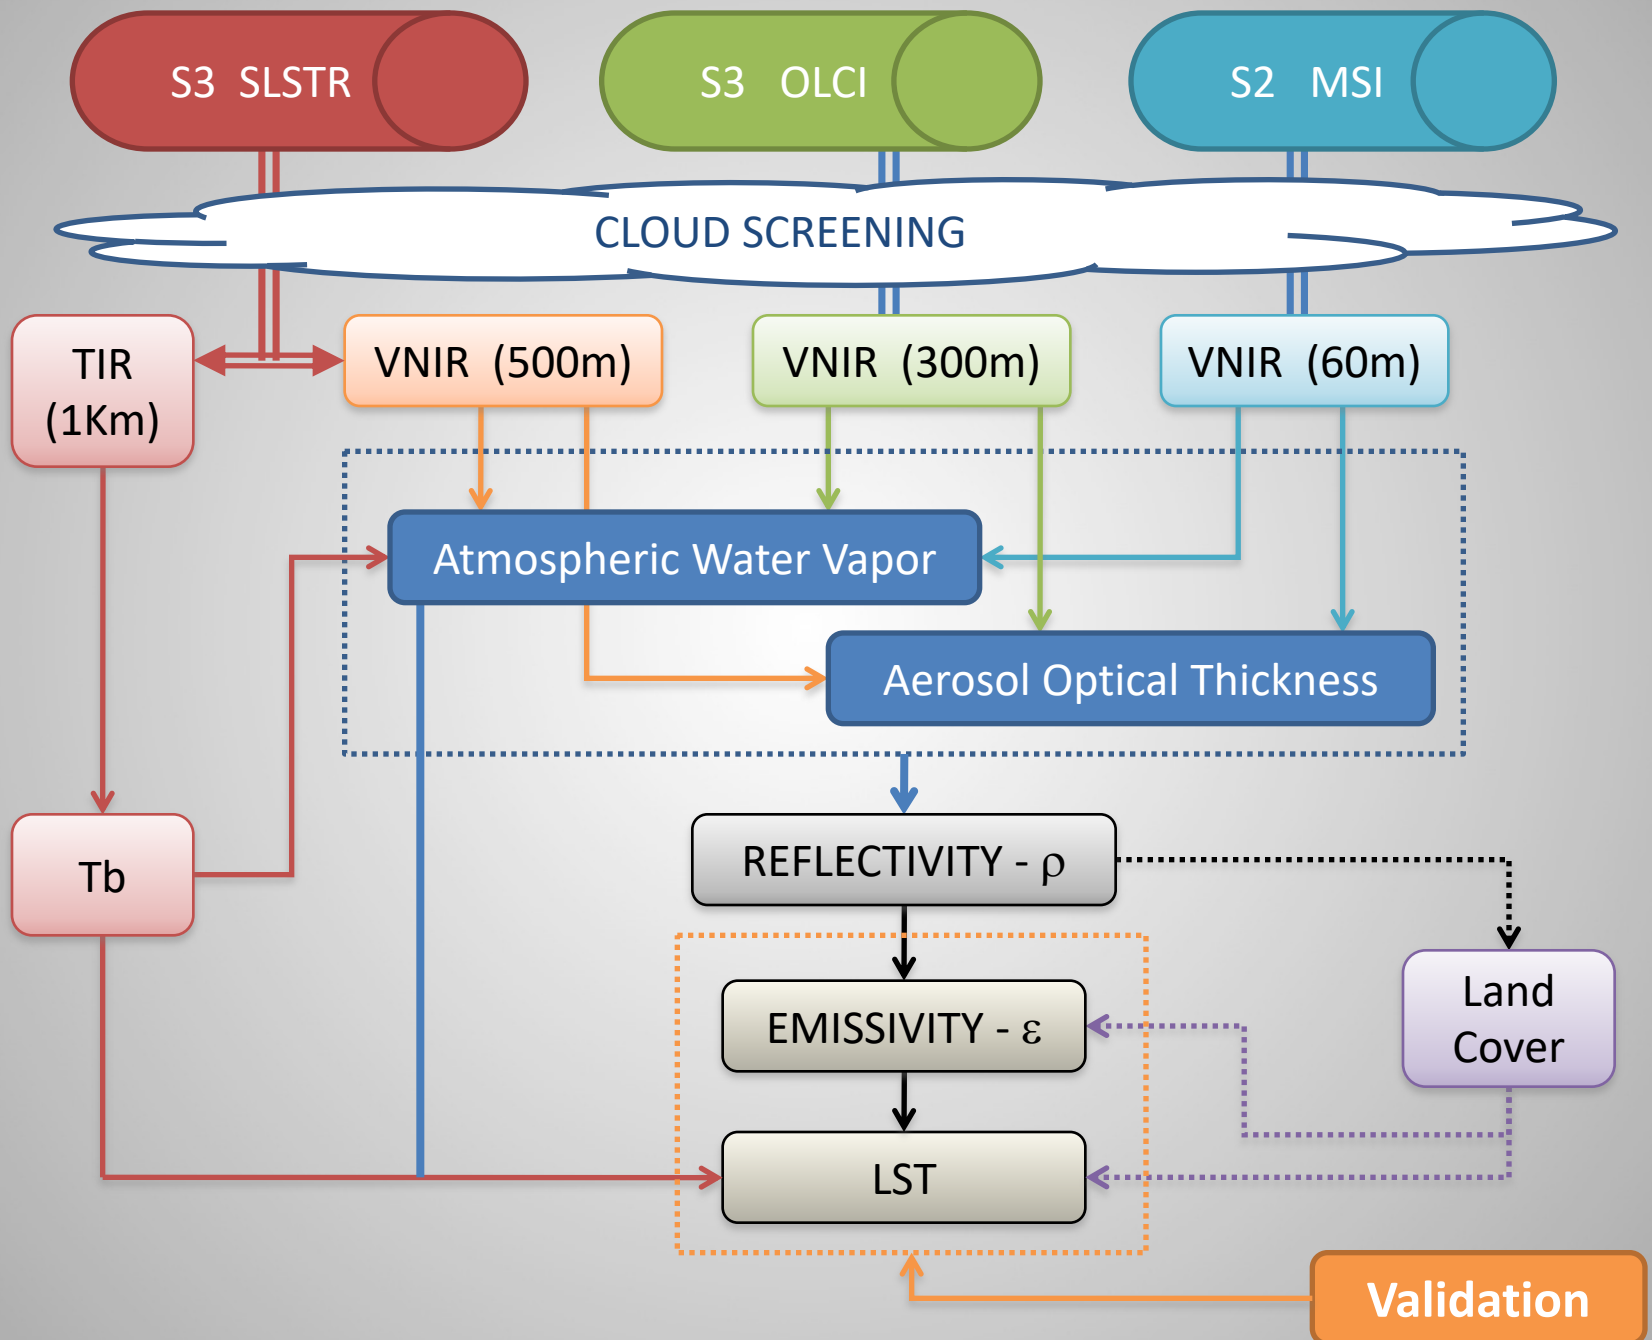 S3 SLSTR
S3 OLCI
S2 MSI
CLOUD SCREENING
TIR
(1Km)
VNIR (500m)
VNIR (300m)
VNIR (60m)
Atmospheric Water Vapor
Aerosol Optical Thickness
Tb
REFLECTIVITY - ρ
EMISSIVITY - ε
Land
Cover
LST
Validation